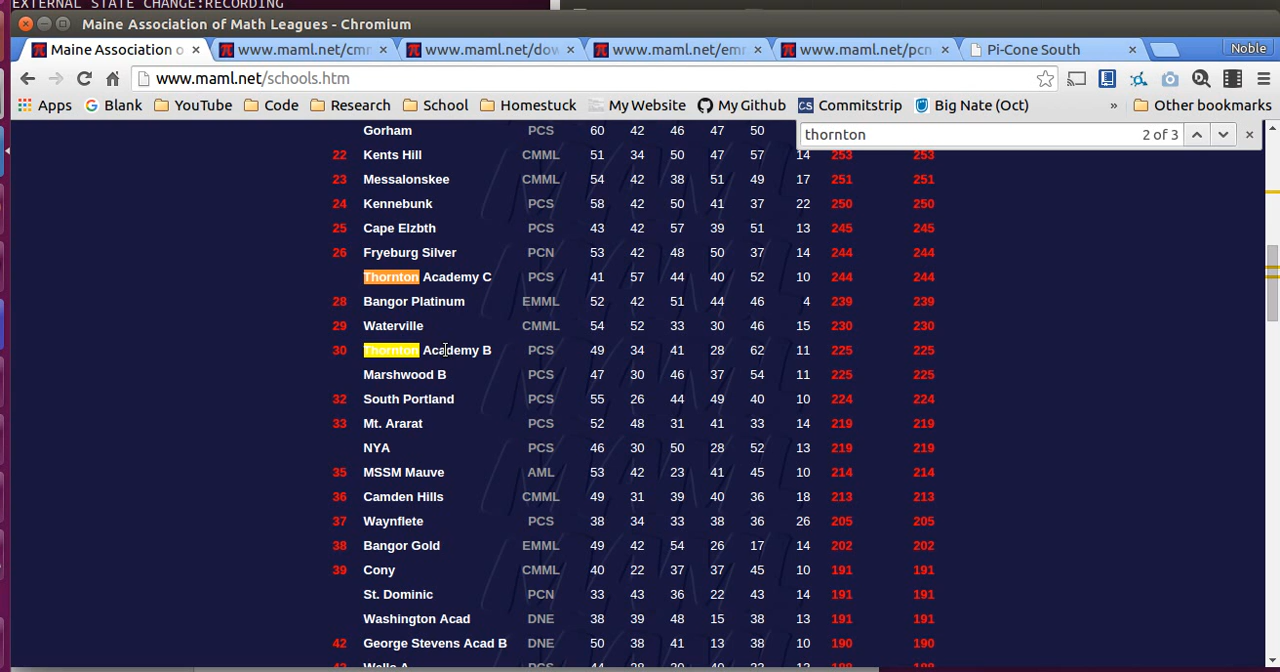 EXTERNAL STATE CHANGE:RECORDING
Maine Association of Math Leagues - Chromium
Maine Association o × www.maml.net/cmm × www.maml.net/dow × www.maml.net/emm × www.maml.net/pcn × Pi-Cone South × Noble
www.maml.net/schools.htm
Apps Blank YouTube Code Research School Homestuck My Website My Github CS Commitstrip Big Nate (Oct) » Other bookmarks
thornton 2 of 3
Gorham PCS 60 42 46 47 50
22 Kents Hill CMML 51 34 50 47 57 14 253 253
23 Messalonskee CMML 54 42 38 51 49 17 251 251
24 Kennebunk PCS 58 42 50 41 37 22 250 250
25 Cape Elzbth PCS 43 42 57 39 51 13 245 245
26 Fryeburg Silver PCN 53 42 48 50 37 14 244 244
Thornton Academy C PCS 41 57 44 40 52 10 244 244
28 Bangor Platinum EMML 52 42 51 44 46 4 239 239
29 Waterville CMML 54 52 33 30 46 15 230 230
30 Thornton Academy B PCS 49 34 41 28 62 11 225 225
Marshwood B PCS 47 30 46 37 54 11 225 225
32 South Portland PCS 55 26 44 49 40 10 224 224
33 Mt. Ararat PCS 52 48 31 41 33 14 219 219
NYA PCS 46 30 50 28 52 13 219 219
35 MSSM Mauve AML 53 42 23 41 45 10 214 214
36 Camden Hills CMML 49 31 39 40 36 18 213 213
37 Waynflete PCS 38 34 33 38 36 26 205 205
38 Bangor Gold EMML 49 42 54 26 17 14 202 202
39 Cony CMML 40 22 37 37 45 10 191 191
St. Dominic PCN 33 43 36 22 43 14 191 191
Washington Acad DNE 38 39 48 15 38 13 191 191
42 George Stevens Acad B DNE 50 38 41 13 38 10 190 190